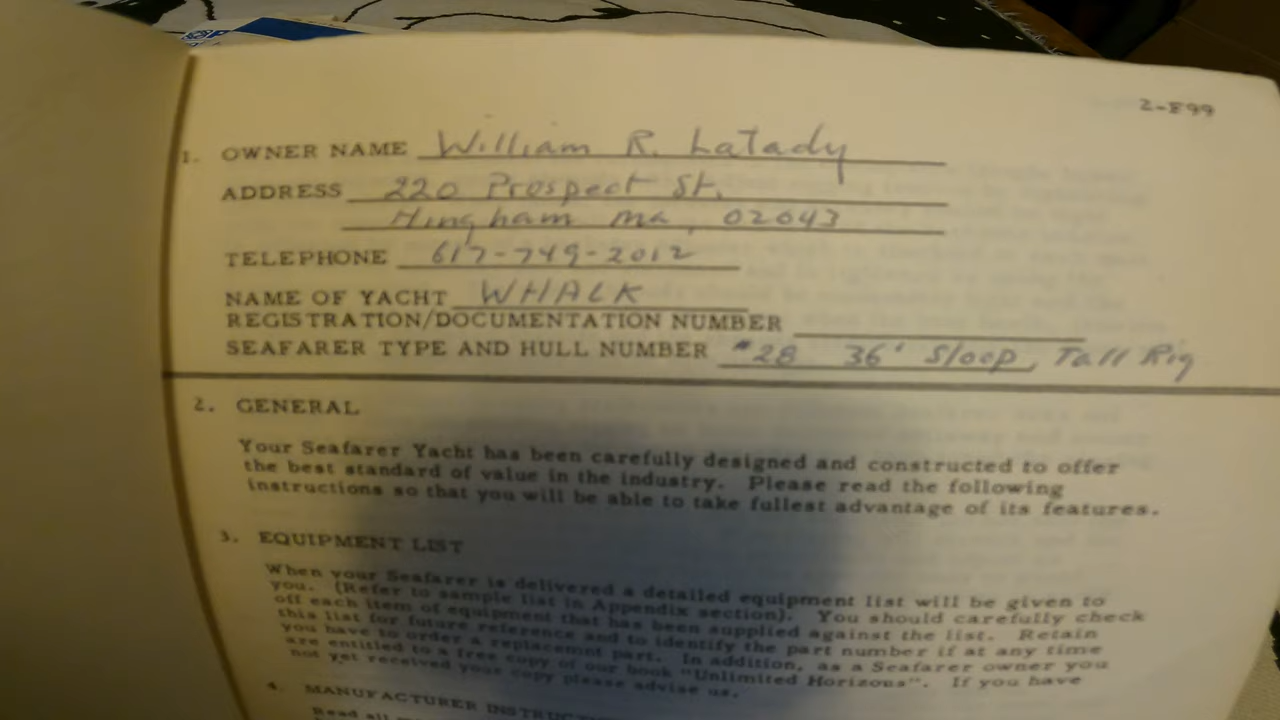 2-E99
1. OWNER NAME William R. Latady
ADDRESS 220 Prospect St.
Hingham Ma, 02043
TELEPHONE 617-749-2012
NAME OF YACHT WHALK
REGISTRATION/DOCUMENTATION NUMBER
SEAFARER TYPE AND HULL NUMBER #28 36' Sloop, Tall Rig
2. GENERAL
Your Seafarer Yacht has been carefully designed and constructed to offer
the best standard of value in the industry. Please read the following
instructions so that you will be able to take fullest advantage of its features.
3. EQUIPMENT LIST
When your Seafarer is delivered a detailed equipment list will be given to
you. (Refer to sample list in Appendix section). You should carefully check
off each item of equipment that has been supplied against the list. Retain
this list for future reference and to identify the part number if at any time
you have to order a replacemnt part. In addition, as a Seafarer owner you
are entitled to a free copy of our book "Unlimited Horizons". If you have
not yet received your copy please advise us.
4. MANUFACTURER
Read all